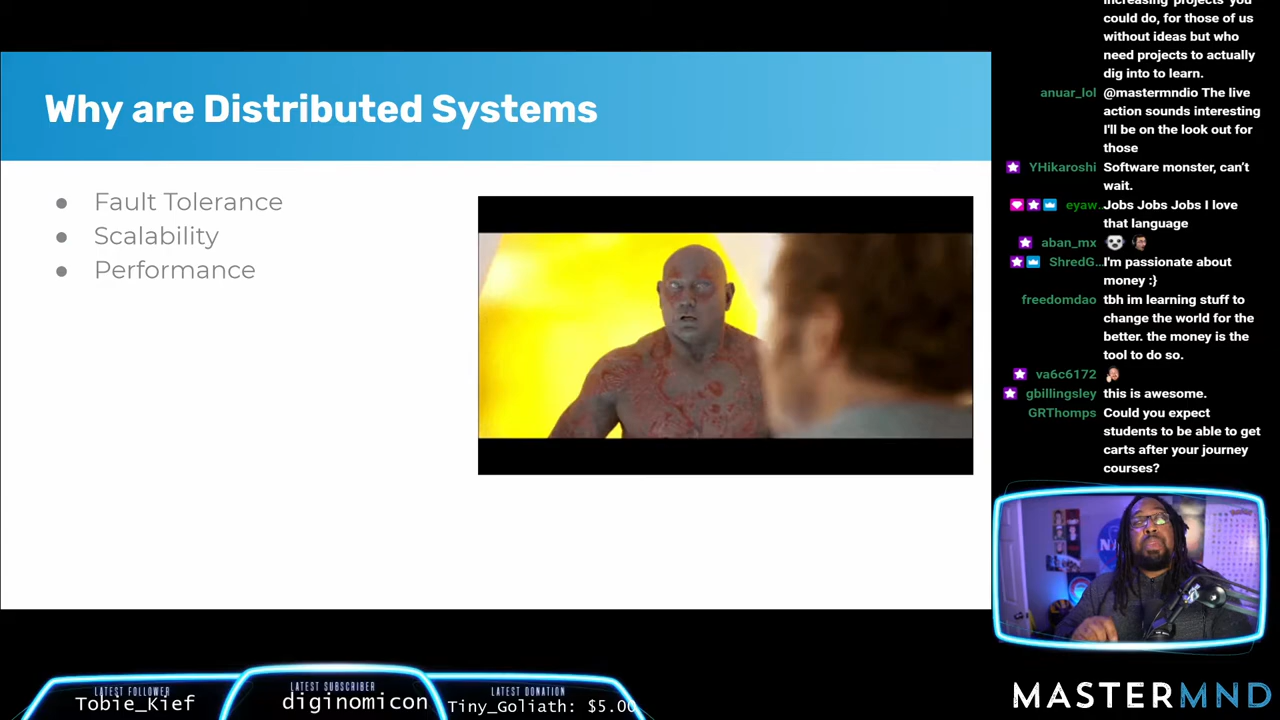 Why are Distributed Systems
● Fault Tolerance
● Scalability
● Performance
increasing projects you
could do, for those of us
without ideas but who
need projects to actually
dig into to learn.
anuar_lol @mastermndio The live
action sounds interesting
I'll be on the look out for
those
YHikaroshi Software monster, can't
wait.
eyaw... Jobs Jobs Jobs I love
that language
aban_mx
ShredG... I'm passionate about
money :}
freedomdao tbh im learning stuff to
change the world for the
better. the money is the
tool to do so.
va6c6172
gbillingsley this is awesome.
GRThomps Could you expect
students to be able to get
carts after your journey
courses?
LATEST FOLLOWER
Tobie_Kief
LATEST SUBSCRIBER
diginomicon
LATEST DONATION
Tiny_Goliath: $5.00
MASTERMND